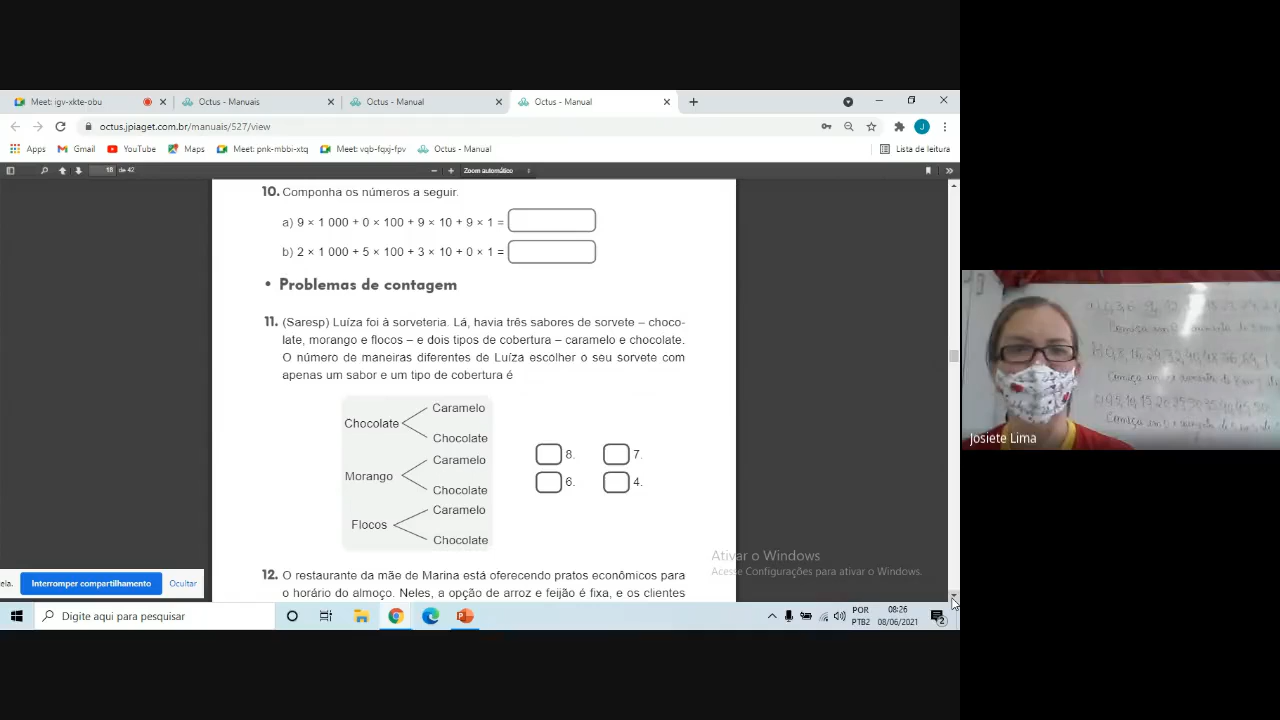 Meet: igv-xkte-obu
Octus - Manuais
Octus - Manual
Octus - Manual
octus.jpiaget.com.br/manuais/527/view
Apps
Gmail
YouTube
Maps
Meet: pnk-mbbi-xtq
Meet: vqb-fqxj-fpv
Octus - Manual
Lista de leitura
18 de 42
Zoom automático
10. Componha os números a seguir.
a) 9 × 1 000 + 0 × 100 + 9 × 10 + 9 × 1 =
b) 2 × 1 000 + 5 × 100 + 3 × 10 + 0 × 1 =
• Problemas de contagem
11. (Saresp) Luíza foi à sorveteria. Lá, havia três sabores de sorvete – choco-
late, morango e flocos – e dois tipos de cobertura – caramelo e chocolate.
O número de maneiras diferentes de Luíza escolher o seu sorvete com
apenas um sabor e um tipo de cobertura é
Caramelo
Chocolate
Chocolate
Caramelo
Morango
Chocolate
Caramelo
Flocos
Chocolate
8. 7.
6. 4.
12. O restaurante da mãe de Marina está oferecendo pratos econômicos para
o horário do almoço. Neles, a opção de arroz e feijão é fixa, e os clientes
Ativar o Windows
Acesse Configurações para ativar o Windows.
tela.
Interromper compartilhamento
Ocultar
Digite aqui para pesquisar
POR
PTB2
08:26
08/06/2021
2
Josiete Lima